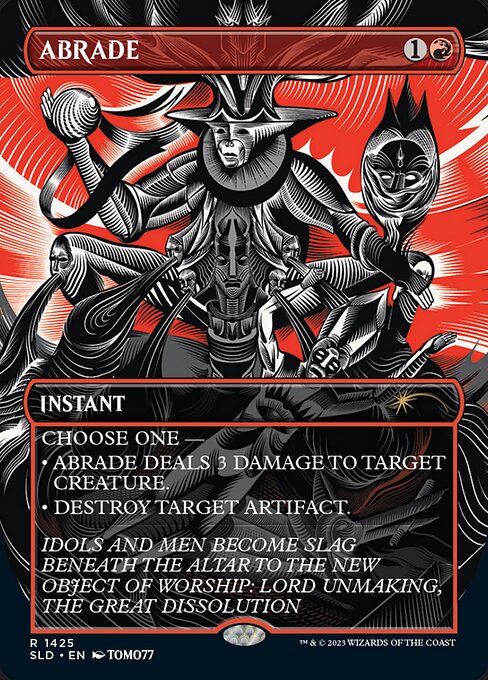 ABRADE 1
INSTANT
CHOOSE ONE —
• ABRADE DEALS 3 DAMAGE TO TARGET
CREATURE.
• DESTROY TARGET ARTIFACT.
IDOLS AND MEN BECOME SLAG
BENEATH THE ALTAR TO THE NEW
OBJECT OF WORSHIP: LORD UNMAKING,
THE GREAT DISSOLUTION
R 1425
SLD • EN TOMO77
™ & © 2023 WIZARDS OF THE COAST